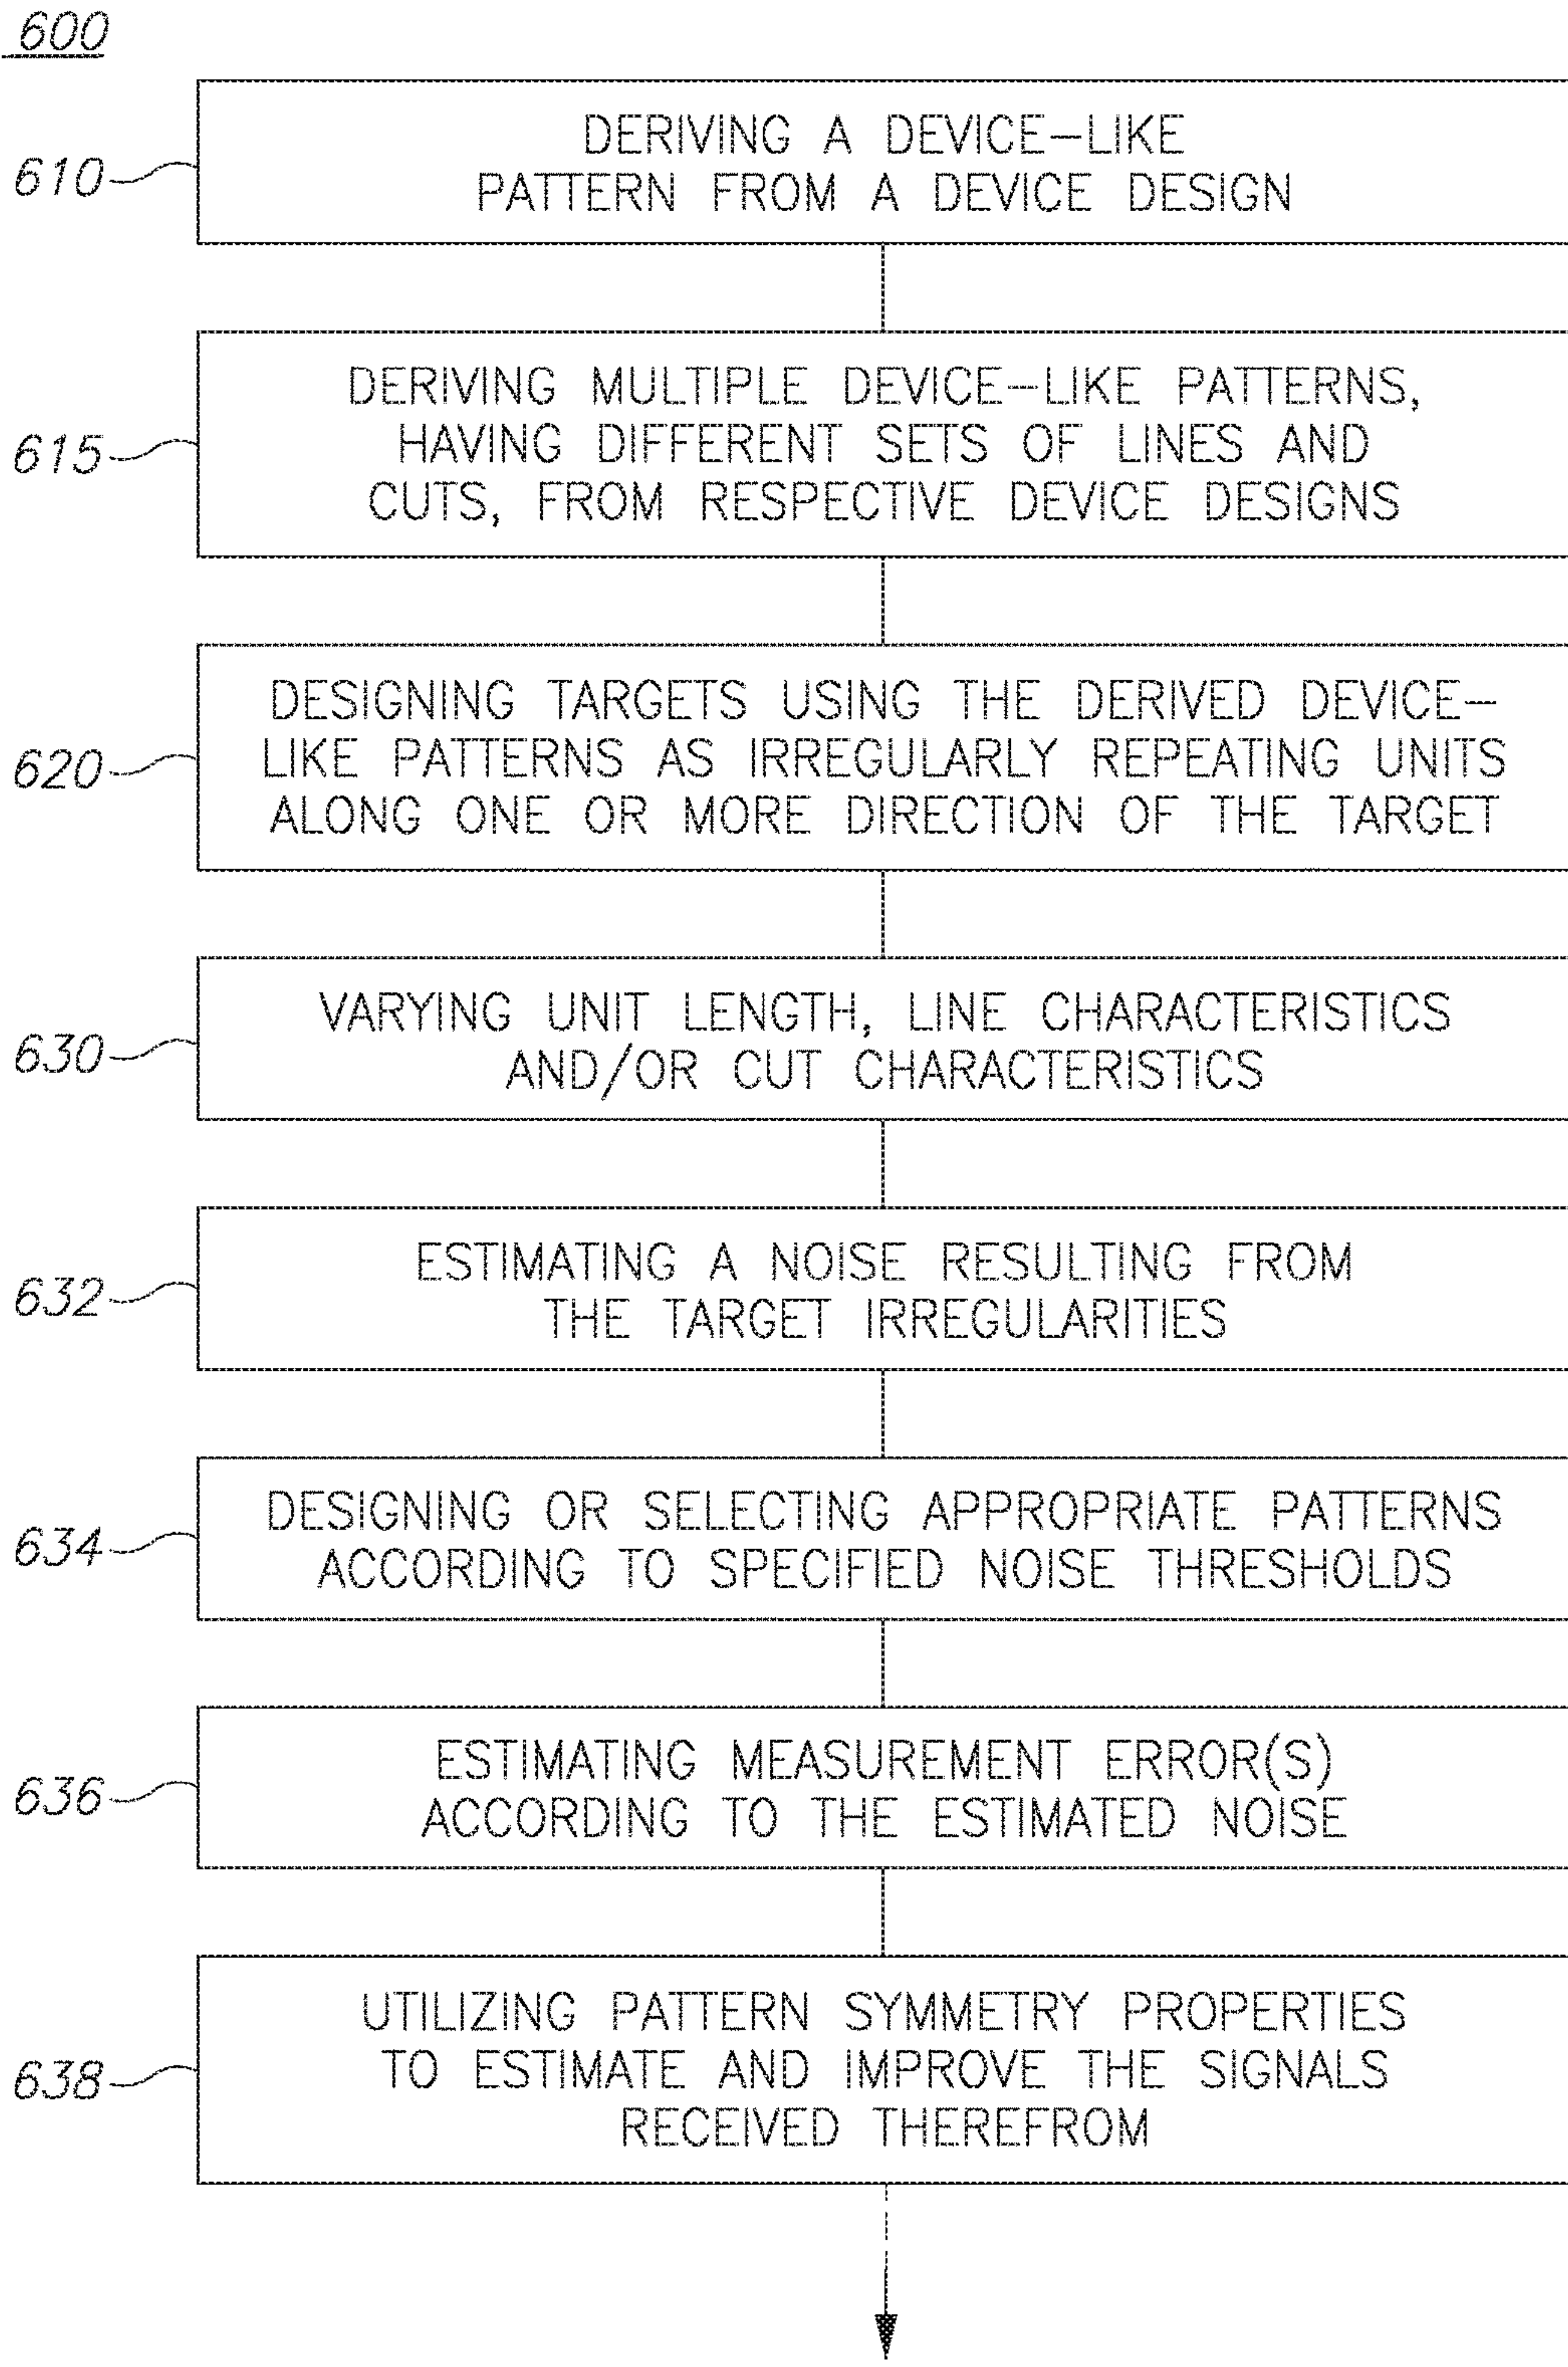 600
610
DERIVING A DEVICE-LIKE
PATTERN FROM A DEVICE DESIGN
615
DERIVING MULTIPLE DEVICE-LIKE PATTERNS,
HAVING DIFFERENT SETS OF LINES AND
CUTS, FROM RESPECTIVE DEVICE DESIGNS
620
DESIGNING TARGETS USING THE DERIVED DEVICE-
LIKE PATTERNS AS IRREGULARLY REPEATING UNITS
ALONG ONE OR MORE DIRECTION OF THE TARGET
630
VARYING UNIT LENGTH, LINE CHARACTERISTICS
AND/OR CUT CHARACTERISTICS
632
ESTIMATING A NOISE RESULTING FROM
THE TARGET IRREGULARITIES
634
DESIGNING OR SELECTING APPROPRIATE PATTERNS
ACCORDING TO SPECIFIED NOISE THRESHOLDS
636
ESTIMATING MEASUREMENT ERROR(S)
ACCORDING TO THE ESTIMATED NOISE
638
UTILIZING PATTERN SYMMETRY PROPERTIES
TO ESTIMATE AND IMPROVE THE SIGNALS
RECEIVED THEREFROM